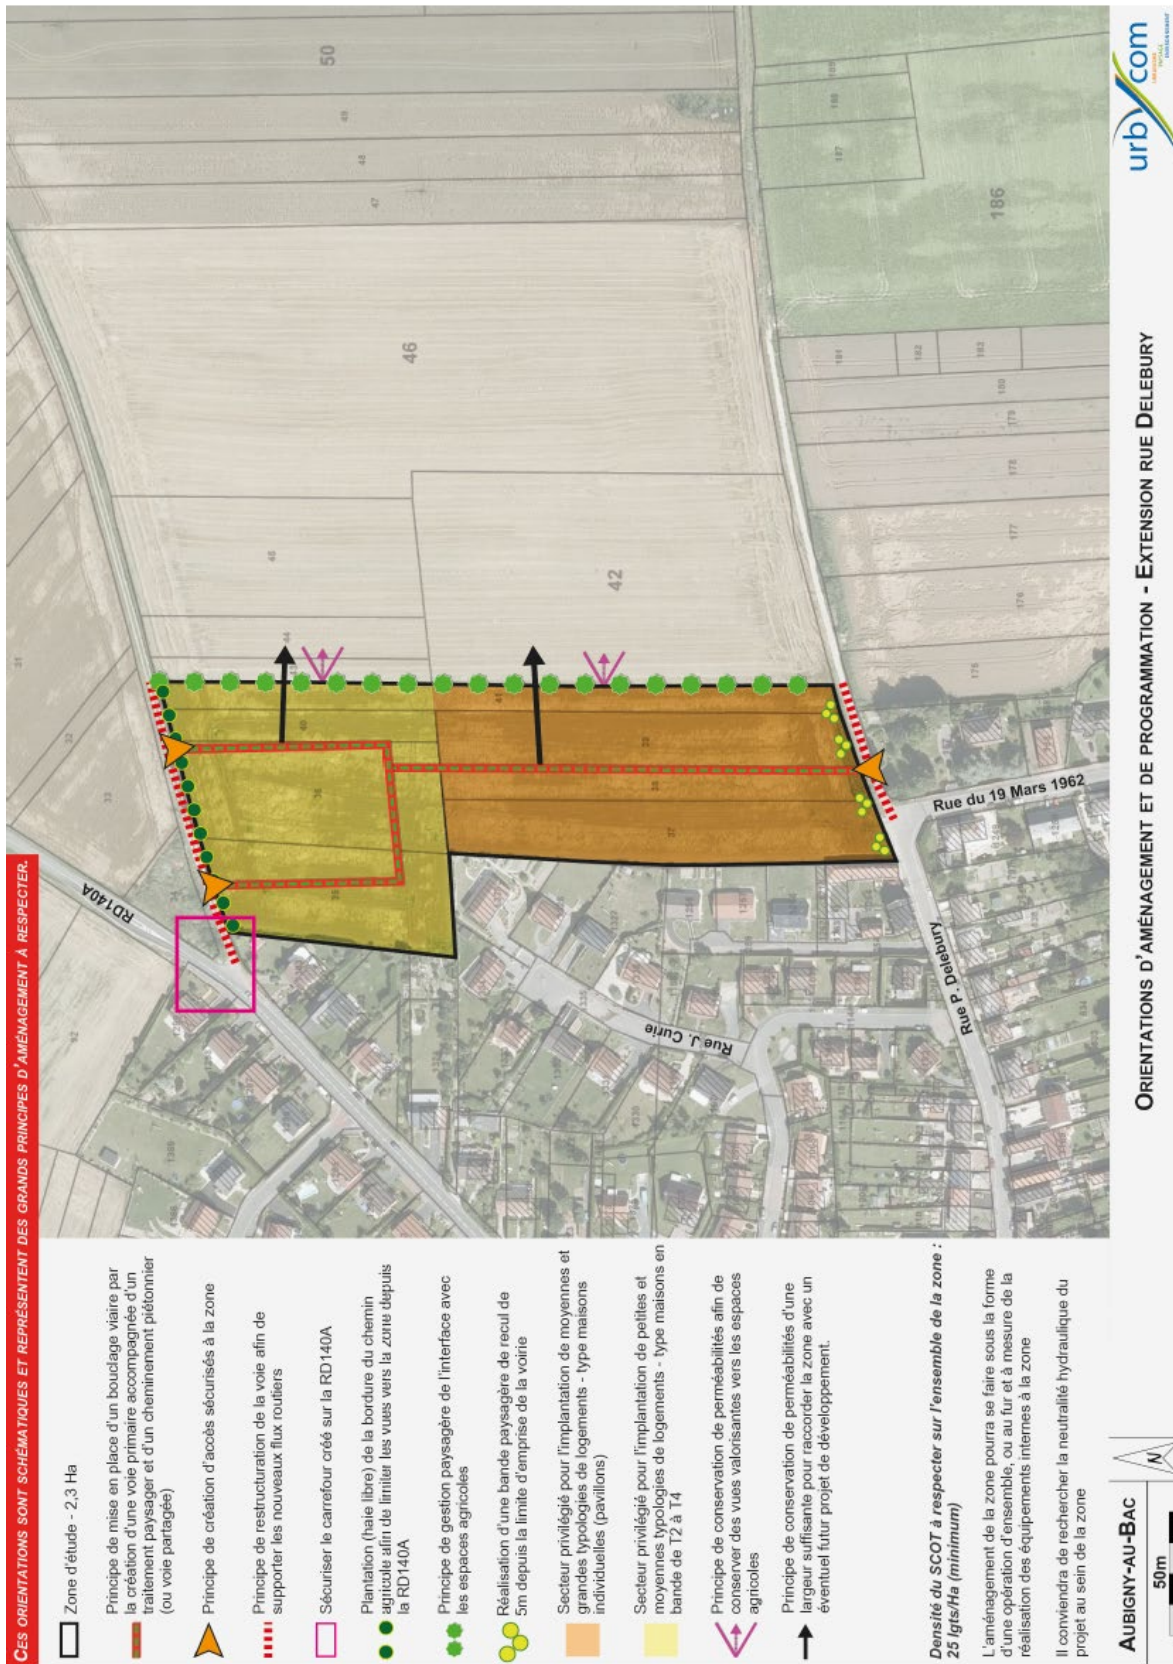 CES ORIENTATIONS SONT SCHÉMATIQUES ET REPRÉSENTENT DES GRANDS PRINCIPES D'AMÉNAGEMENT À RESPECTER.
Zone d'étude - 2,3 Ha
Principe de mise en place d'un bouclage viaire par
la création d'une voie primaire accompagnée d'un
traitement paysager et d'un cheminement piétonnier
(ou voie partagée)
Principe de création d'accès sécurisés à la zone
Principe de restructuration de la voie afin de
supporter les nouveaux flux routiers
Sécuriser le carrefour créé sur la RD140A
Plantation (haie libre) de la bordure du chemin
agricole afin de limiter les vues vers la zone depuis
la RD140A
Principe de gestion paysagère de l'interface avec
les espaces agricoles
Réalisation d'une bande paysagère de recul de
5m depuis la limite d'emprise de la voirie
Secteur privilégié pour l'implantation de moyennes et
grandes typologies de logements - type maisons
individuelles (pavillons)
Secteur privilégié pour l'implantation de petites et
moyennes typologies de logements - type maisons en
bande de T2 à T4
Principe de conservation de perméabilités afin de
conserver des vues valorisantes vers les espaces
agricoles
Principe de conservation de perméabilités d'une
largeur suffisante pour raccorder la zone avec un
éventuel futur projet de développement.
Densité du SCOT à respecter sur l'ensemble de la zone :
25 lgts/Ha (minimum)
L'aménagement de la zone pourra se faire sous la forme
d'une opération d'ensemble, ou au fur et à mesure de la
réalisation des équipements internes à la zone
Il conviendra de rechercher la neutralité hydraulique du
projet au sein de la zone
RD140A
Rue J. Curie
Rue P. Delebury
Rue du 19 Mars 1962
50
49
48
47
46
42
186
187
181
182
183
180
179
178
177
176
175
AUBIGNY-AU-BAC
50m
N
ORIENTATIONS D'AMÉNAGEMENT ET DE PROGRAMMATION - EXTENSION RUE DELEBURY
urbycom